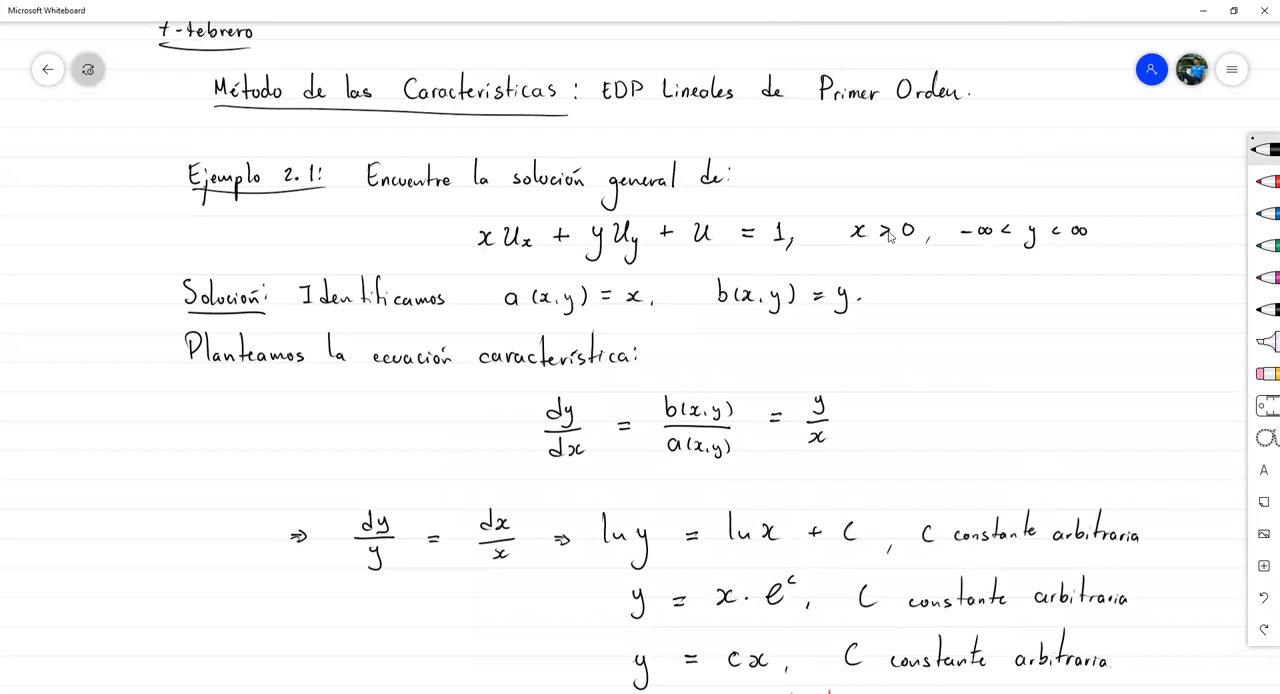 Microsoft Whiteboard
7-febrero
Método de las Características: EDP Lineales de Primer Orden.
Ejemplo 2.1: Encuentre la solución general de:
x Ux + y Uy + u = 1, x > 0, -∞ < y < ∞
Solución: Identificamos a(x,y) = x, b(x,y) = y.
Planteamos la ecuación característica:
dy/dx = b(x,y)/a(x,y) = y/x
⇒ dy/y = dx/x ⇒ ln y = ln x + C, C constante arbitraria
y = x · e^c, C constante arbitraria
y = cx, C constante arbitraria.
A